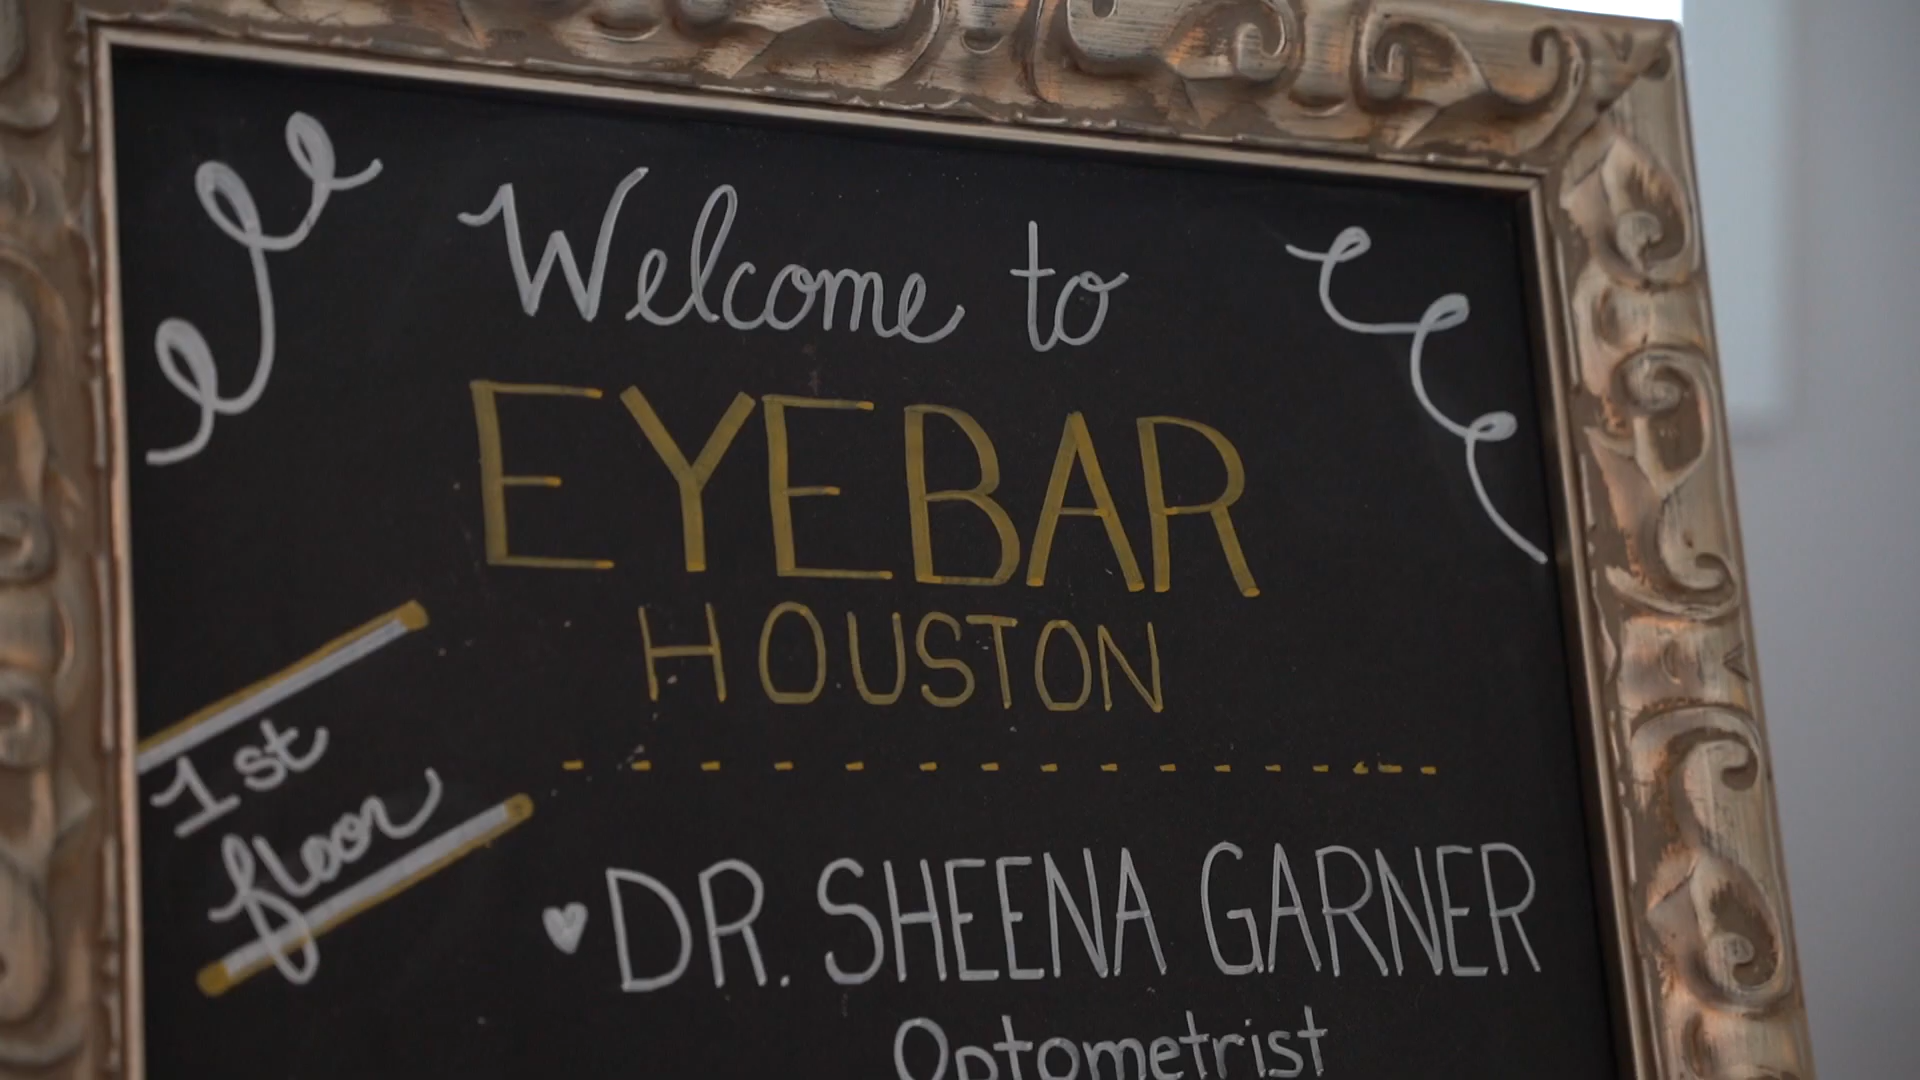 Welcome to
EYEBAR
HOUSTON
1st
floor
DR. SHEENA GARNER
Optometrist